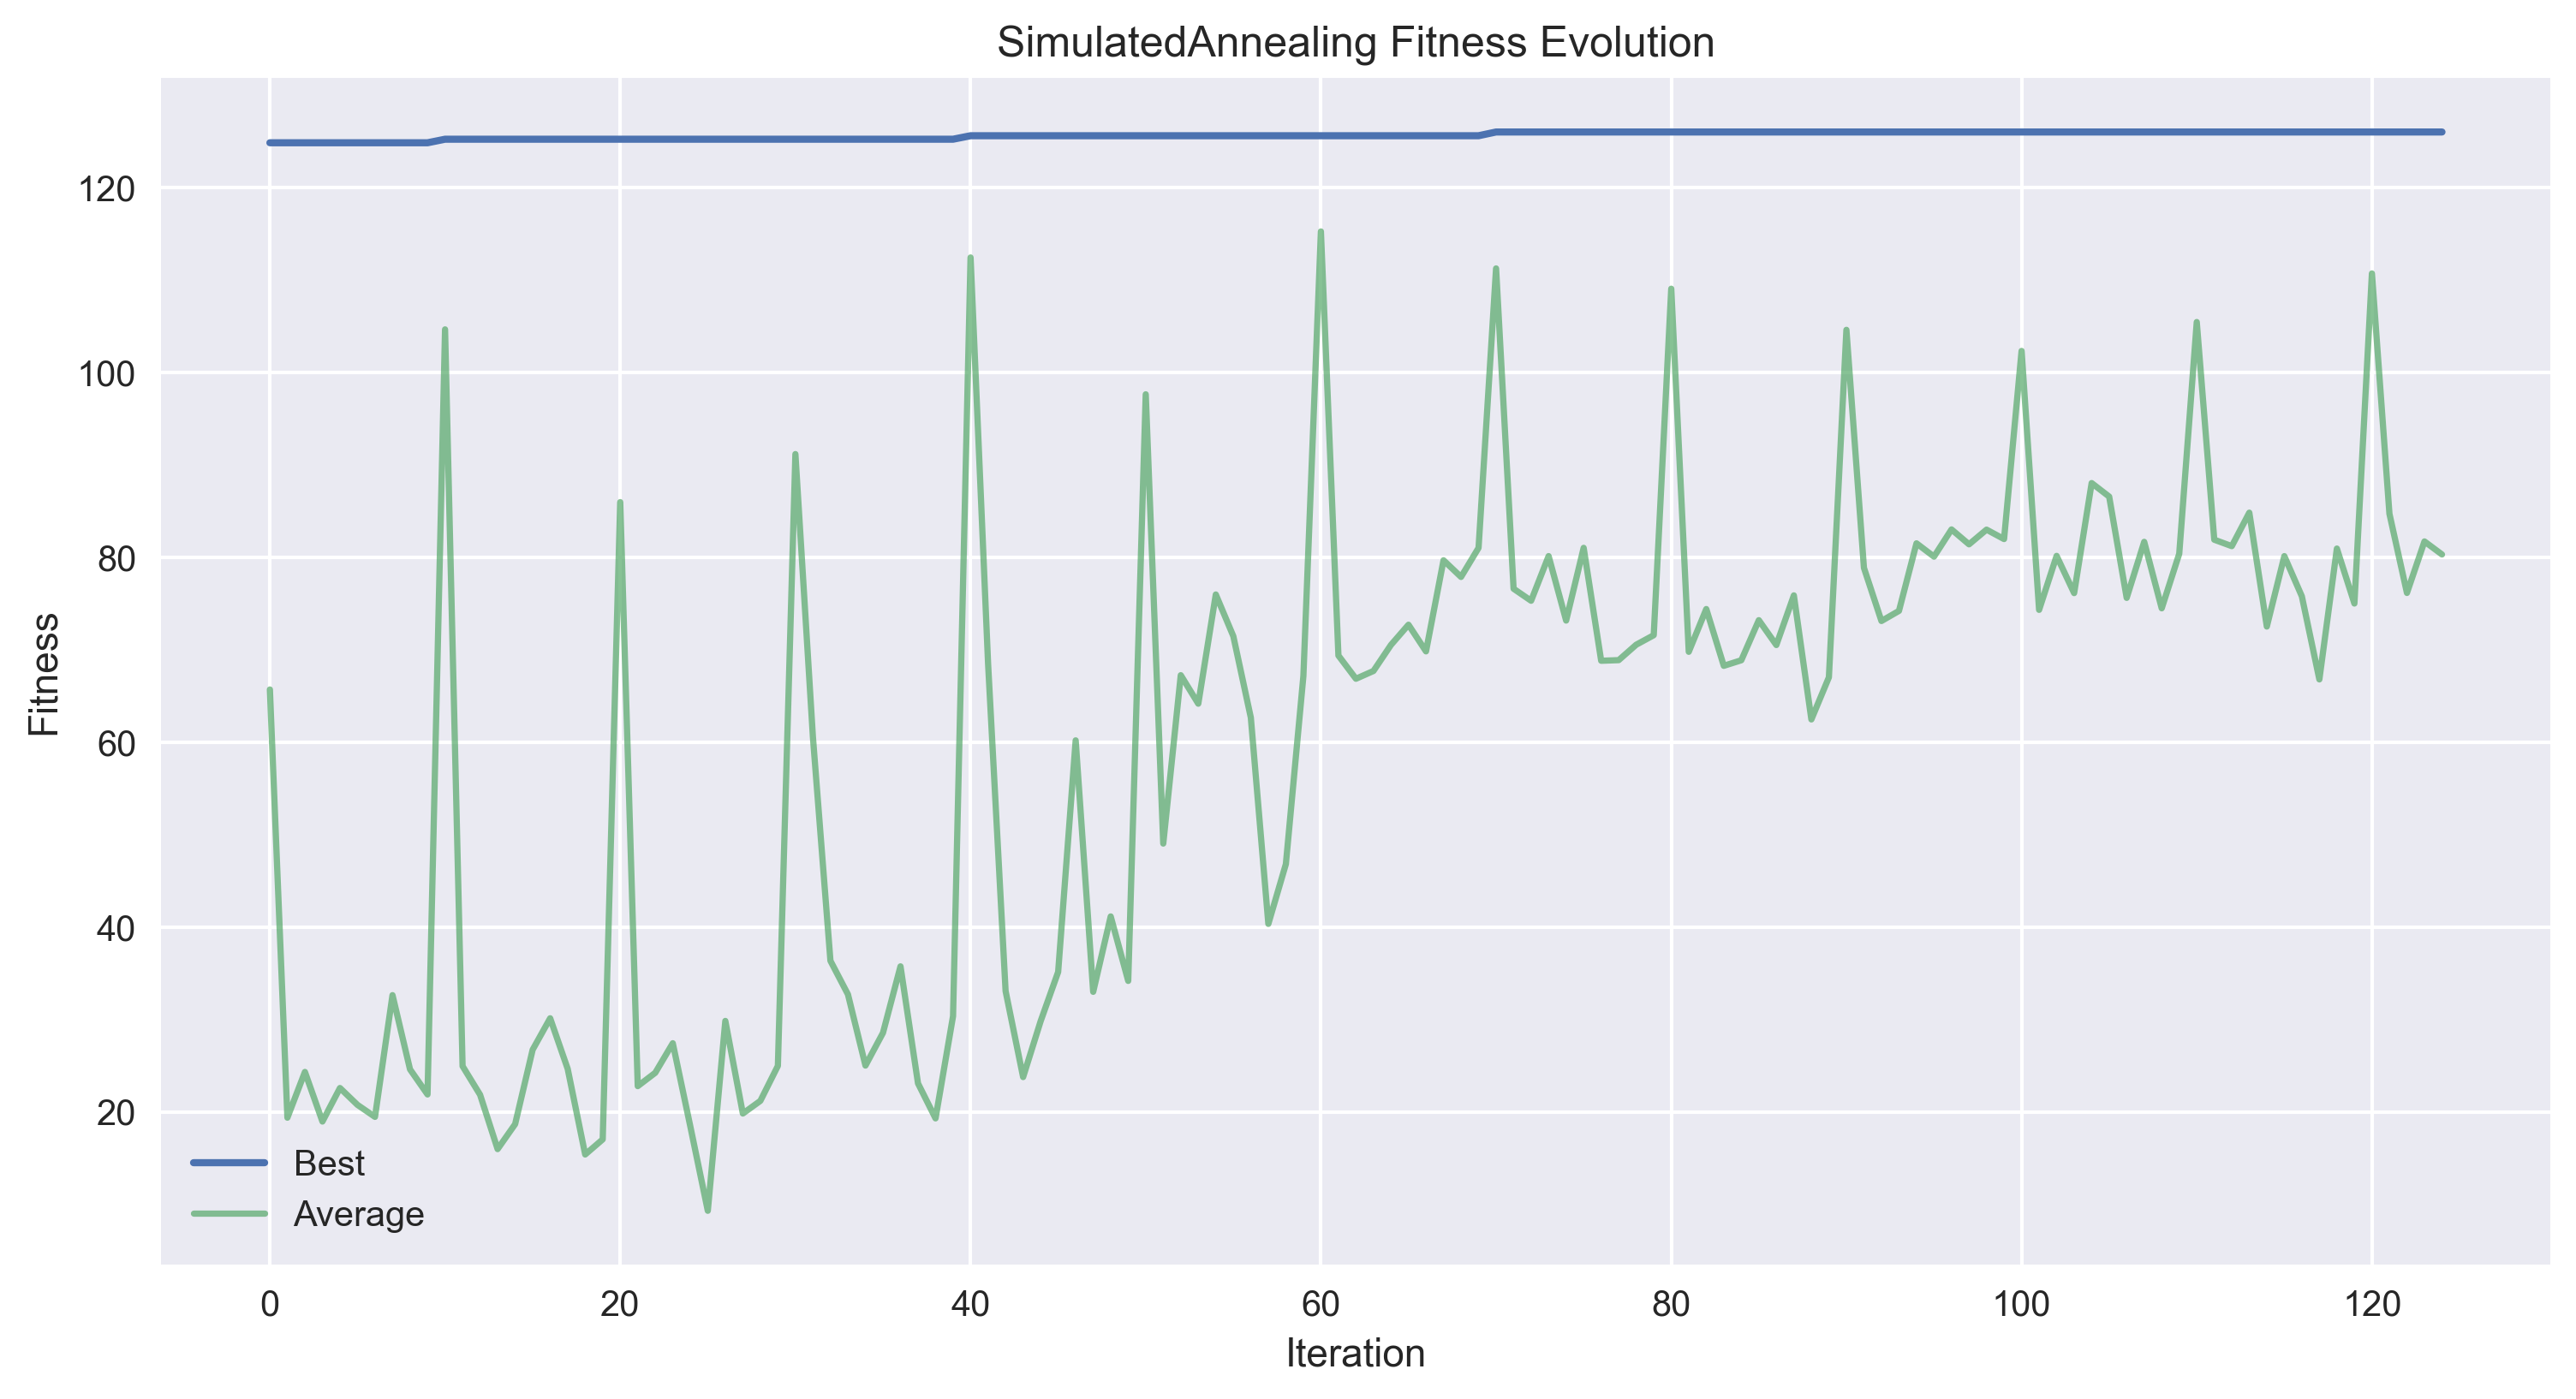 SimulatedAnnealing Fitness Evolution
120
100
80
60
40
20
Fitness
Best
Average
0 20 40 60 80 100 120
Iteration